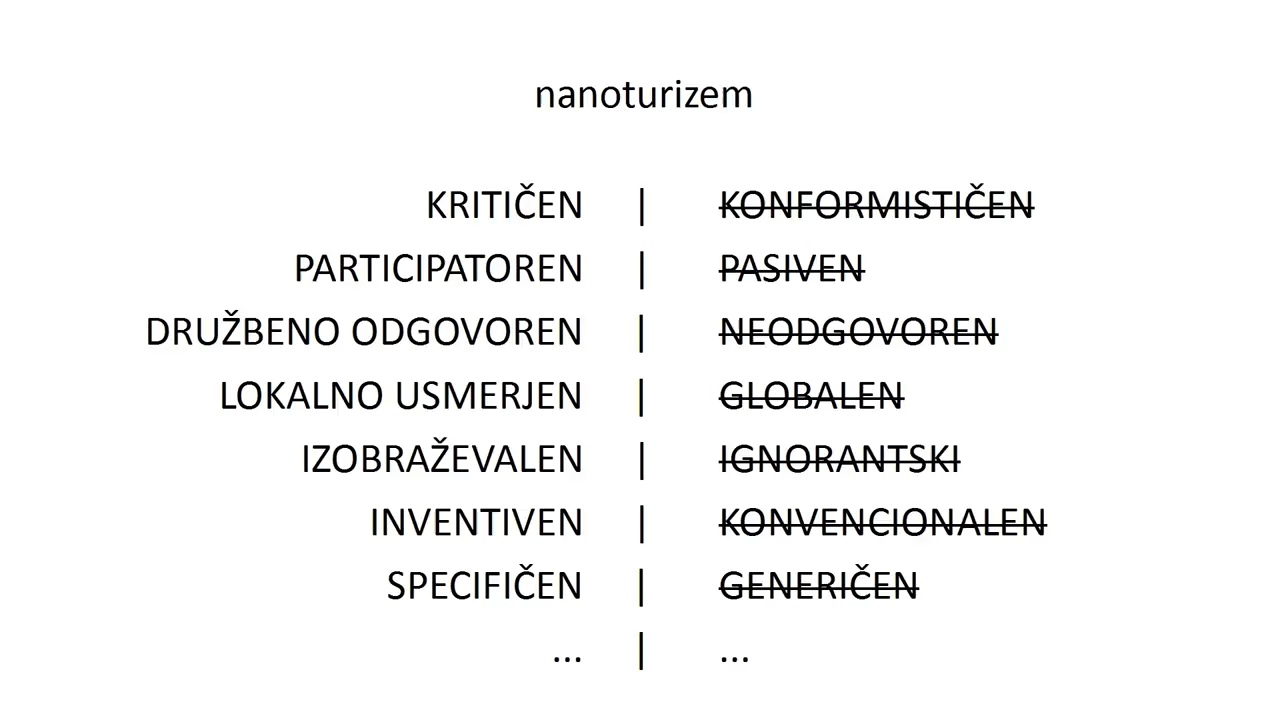 nanoturizem
KRITIČEN | KONFORMISTIČEN
PARTICIPATOREN | PASIVEN
DRUŽBENO ODGOVOREN | NEODGOVOREN
LOKALNO USMERJEN | GLOBALEN
IZOBRAŽEVALEN | IGNORANTSKI
INVENTIVEN | KONVENCIONALEN
SPECIFIČEN | GENERIČEN
... | ...